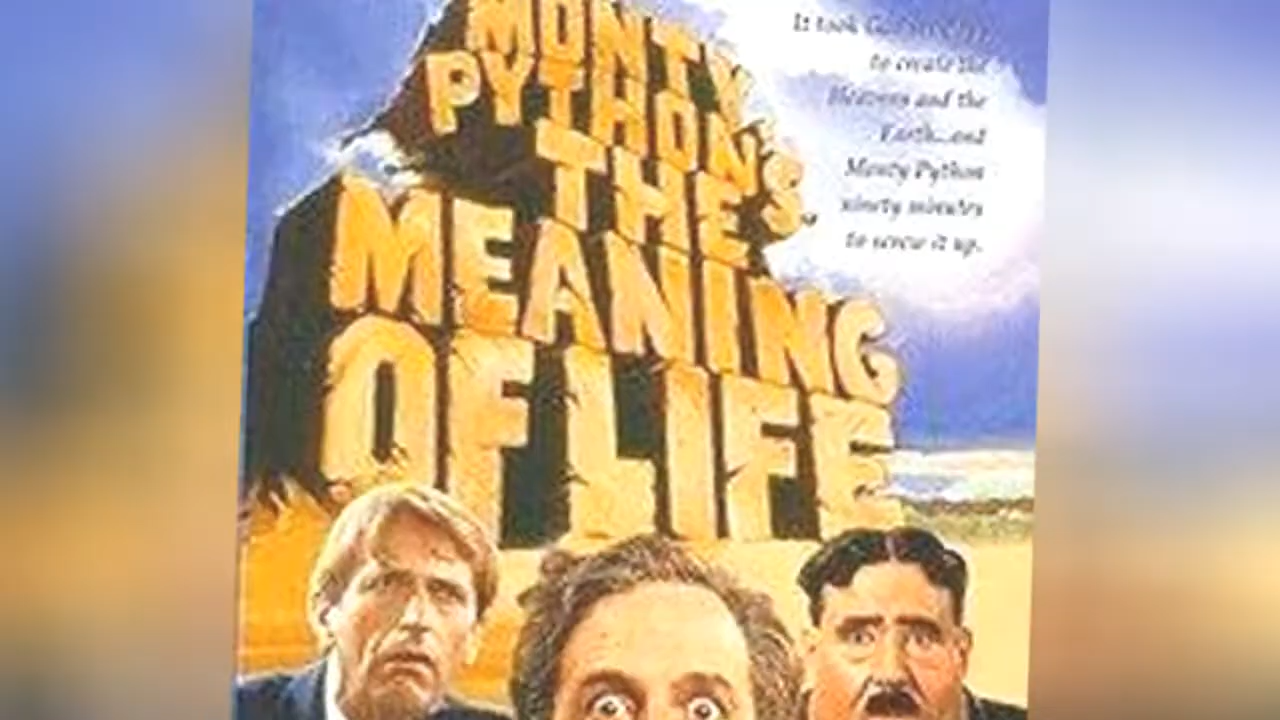 MONTY
PYTHON'S
THE
MEANING
OF LIFE
It took God
to create the
Heavens and the
Earth...and
Monty Python
ninety minutes
to screw it up.